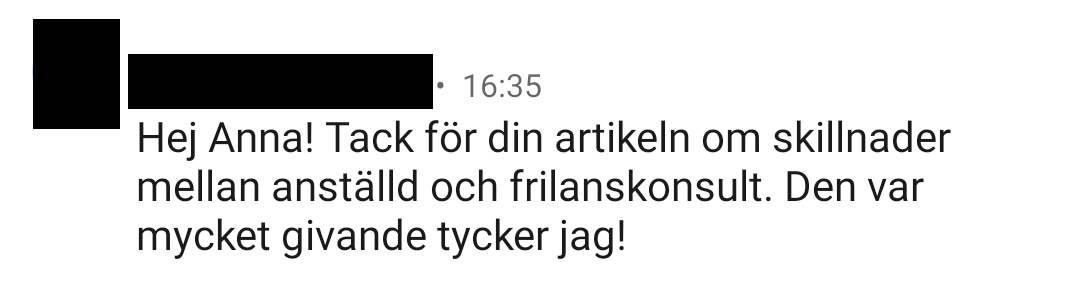 • 16:35
Hej Anna! Tack för din artikeln om skillnader
mellan anställd och frilanskonsult. Den var
mycket givande tycker jag!